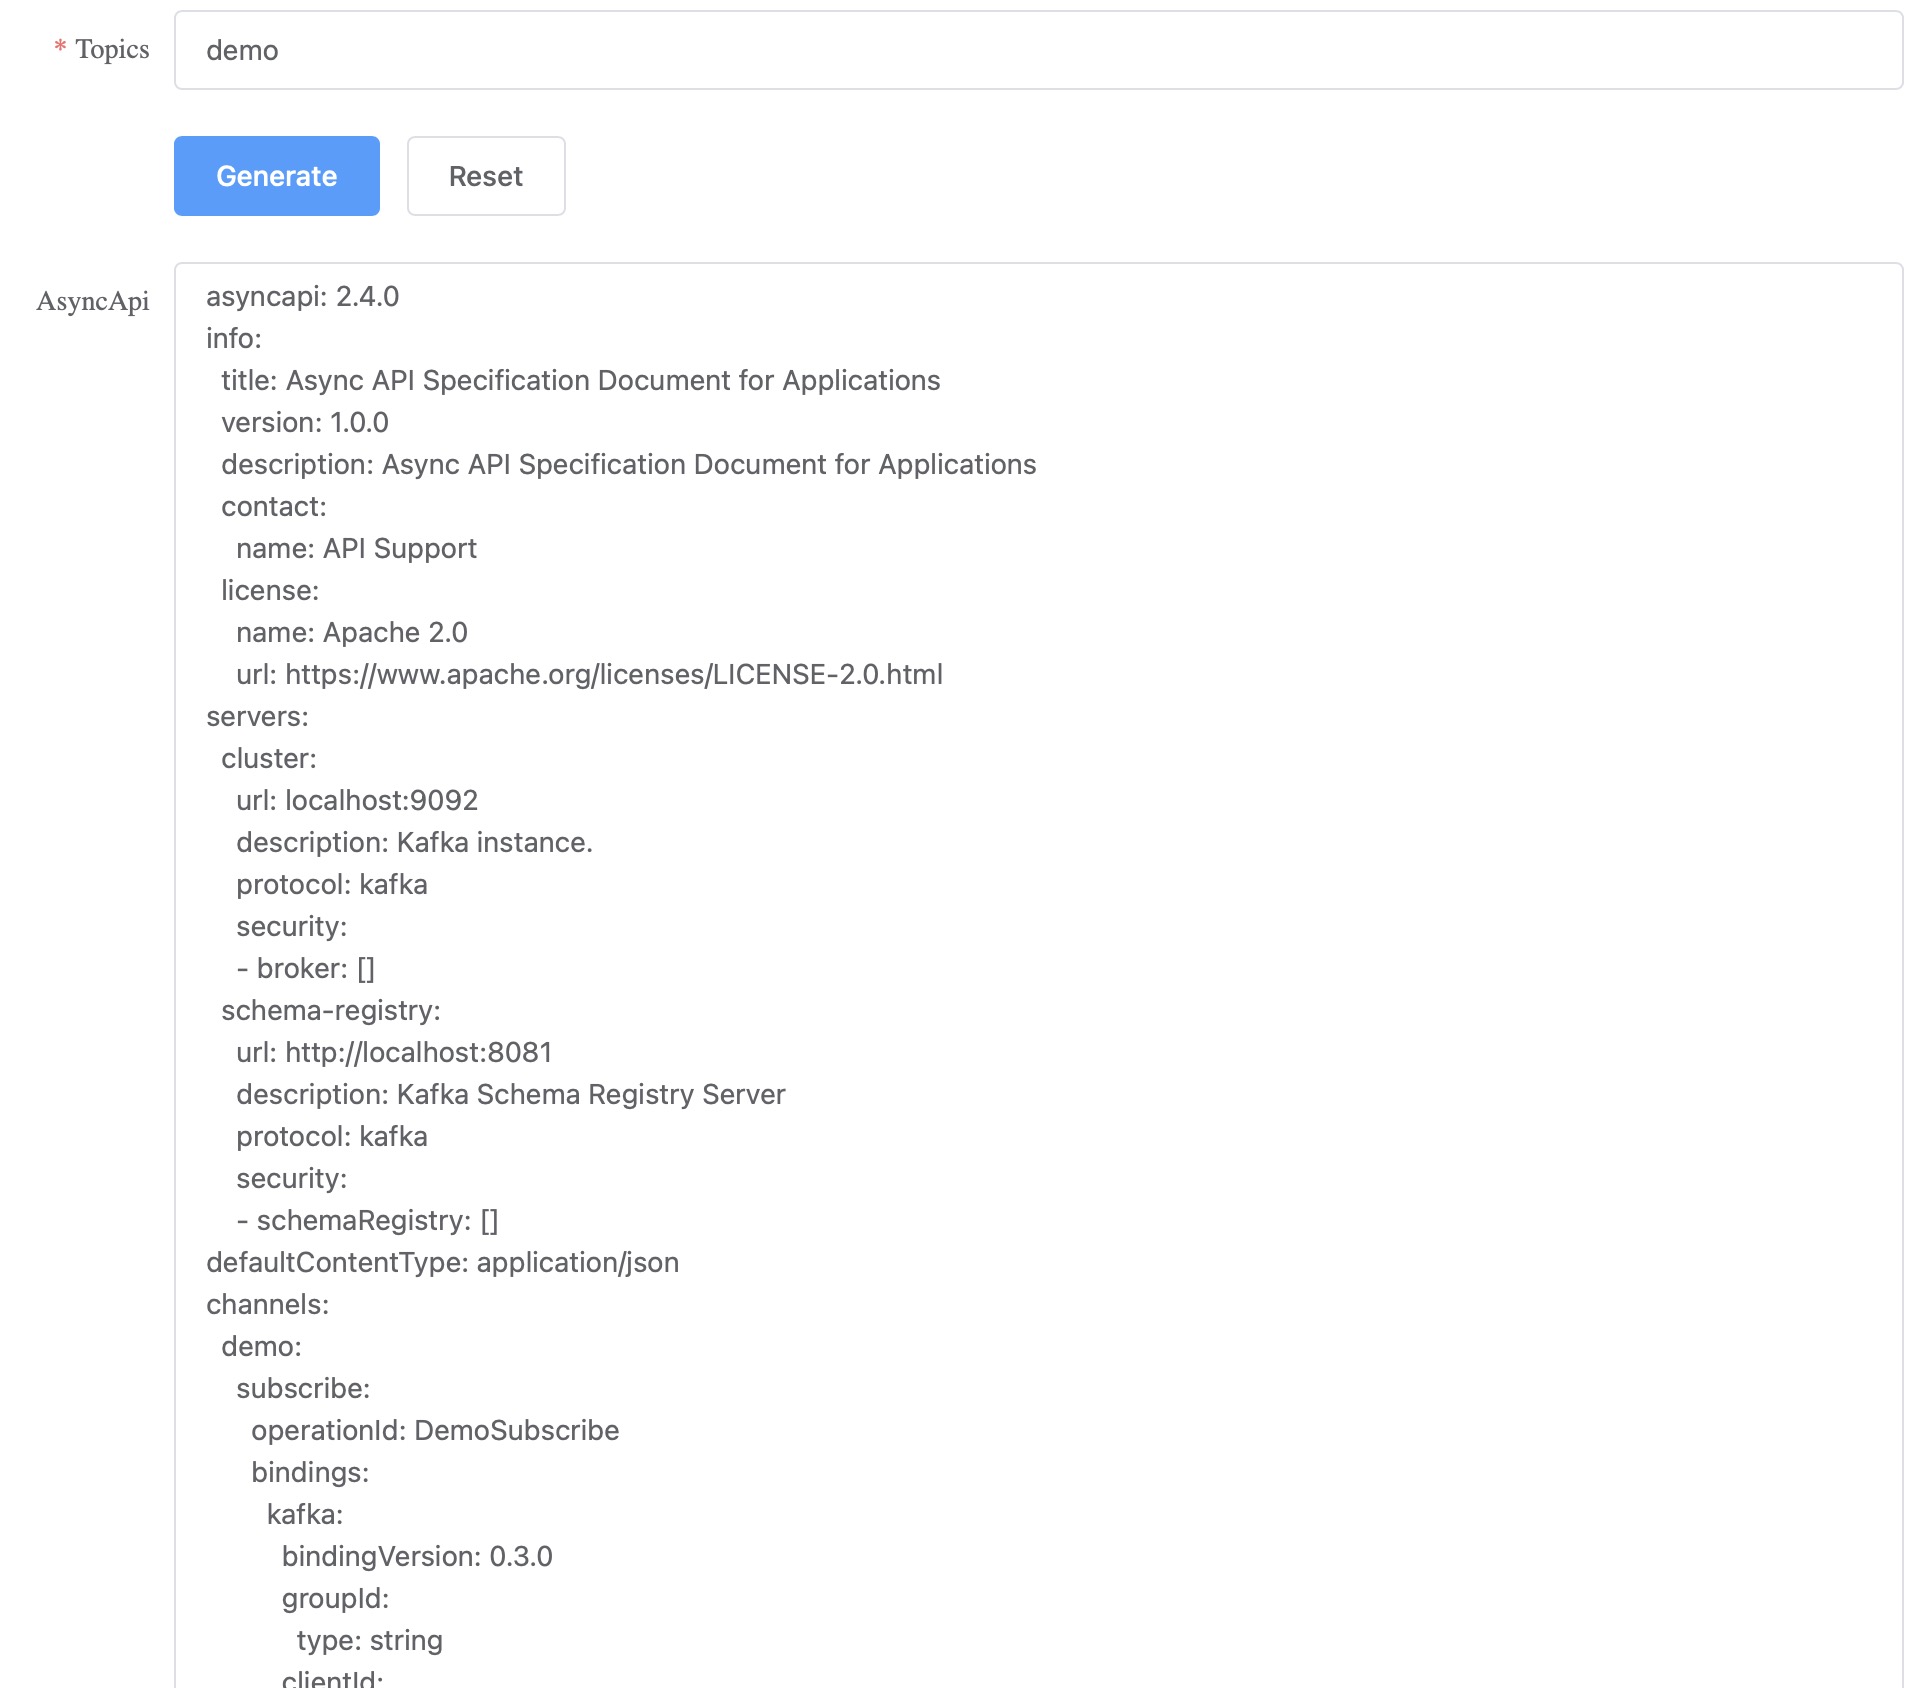 * Topics demo
Generate Reset
AsyncApi
asyncapi: 2.4.0
info:
  title: Async API Specification Document for Applications
  version: 1.0.0
  description: Async API Specification Document for Applications
  contact:
    name: API Support
  license:
    name: Apache 2.0
    url: https://www.apache.org/licenses/LICENSE-2.0.html
servers:
  cluster:
    url: localhost:9092
    description: Kafka instance.
    protocol: kafka
    security:
    - broker: []
  schema-registry:
    url: http://localhost:8081
    description: Kafka Schema Registry Server
    protocol: kafka
    security:
    - schemaRegistry: []
defaultContentType: application/json
channels:
  demo:
    subscribe:
      operationId: DemoSubscribe
      bindings:
        kafka:
          bindingVersion: 0.3.0
          groupId:
            type: string
          clientId: